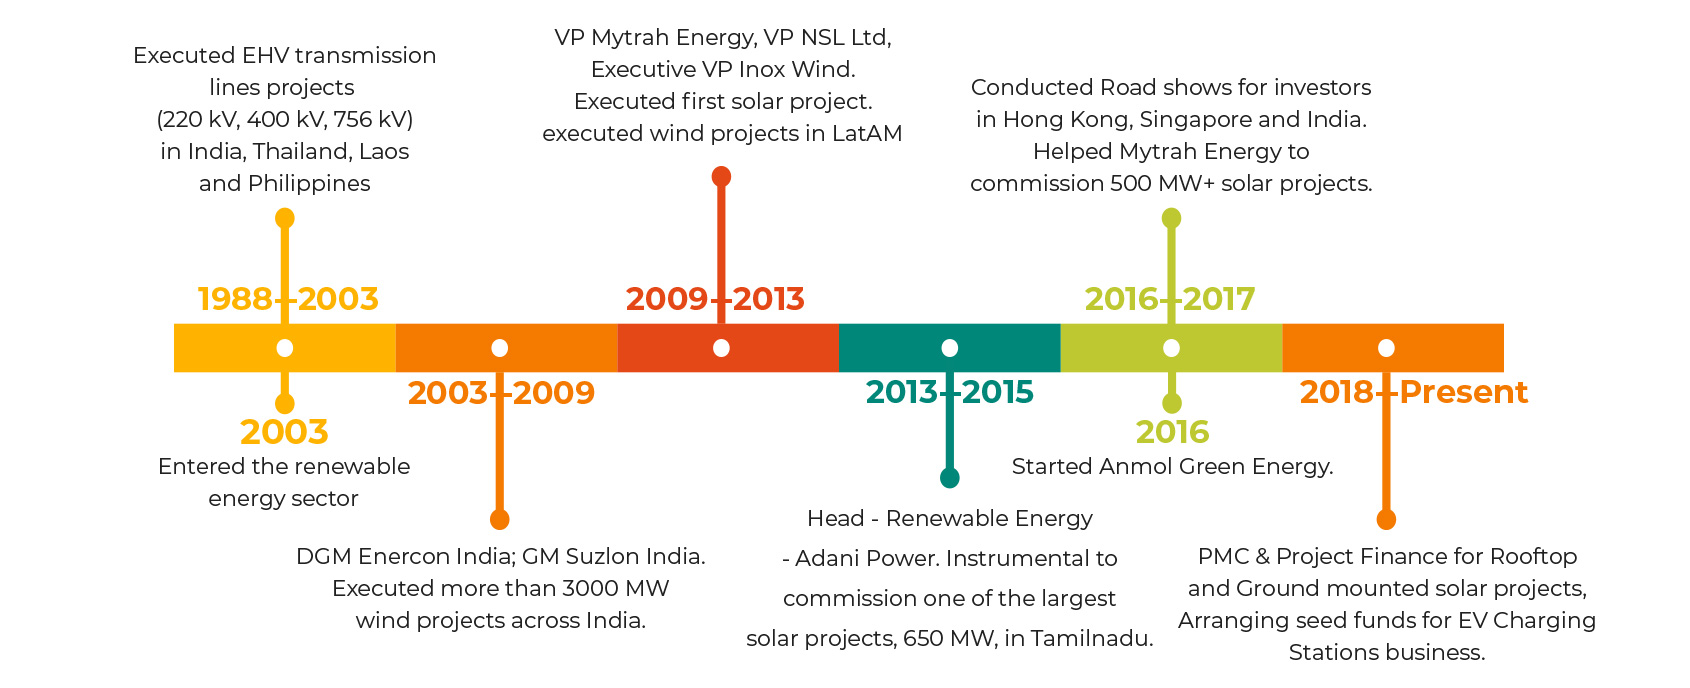 Executed EHV transmission
lines projects
(220 kV, 400 kV, 756 kV)
in India, Thailand, Laos
and Philippines
1988–2003
2003
Entered the renewable
energy sector
2003–2009
DGM Enercon India; GM Suzlon India.
Executed more than 3000 MW
wind projects across India.
VP Mytrah Energy, VP NSL Ltd,
Executive VP Inox Wind.
Executed first solar project.
executed wind projects in LatAM
2009–2013
2013–2015
Head - Renewable Energy
- Adani Power. Instrumental to
commission one of the largest
solar projects, 650 MW, in Tamilnadu.
Conducted Road shows for investors
in Hong Kong, Singapore and India.
Helped Mytrah Energy to
commission 500 MW+ solar projects.
2016–2017
2016
Started Anmol Green Energy.
2018–Present
PMC & Project Finance for Rooftop
and Ground mounted solar projects,
Arranging seed funds for EV Charging
Stations business.